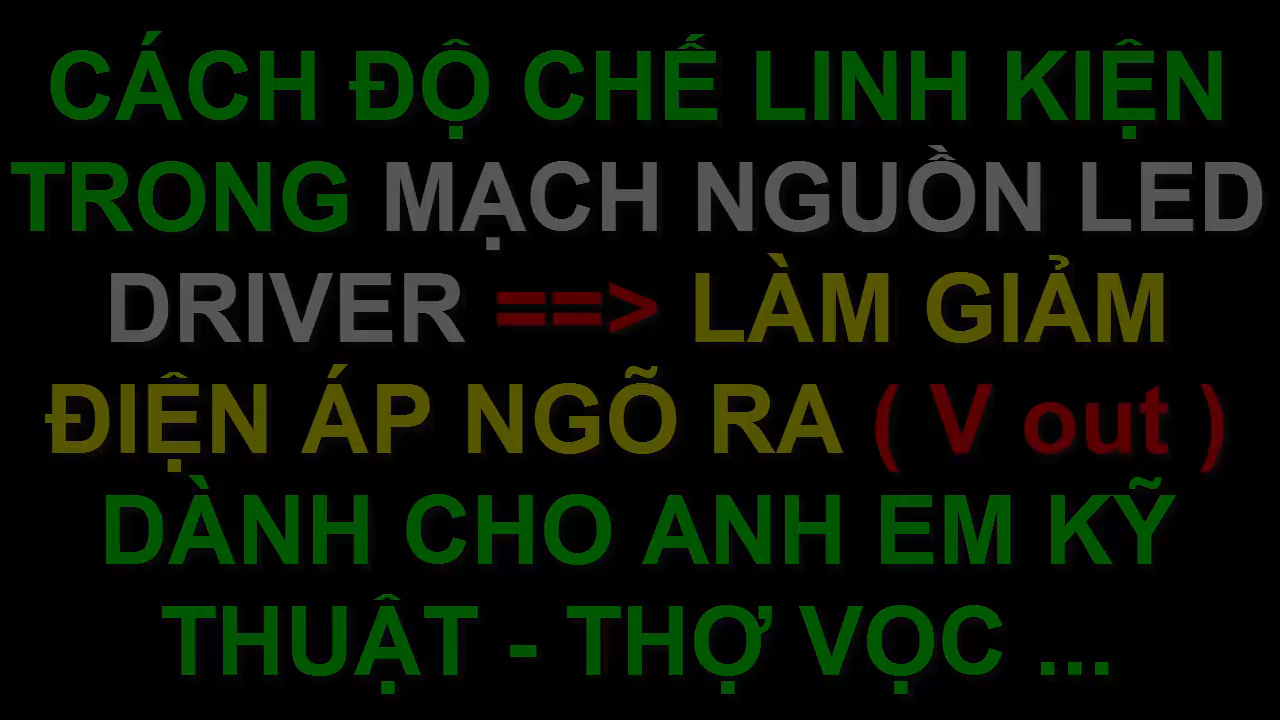 CÁCH ĐỘ CHẾ LINH KIỆN
TRONG MẠCH NGUỒN LED
DRIVER ==> LÀM GIẢM
ĐIỆN ÁP NGÕ RA ( V out )
DÀNH CHO ANH EM KỸ
THUẬT - THỢ VỌC ...